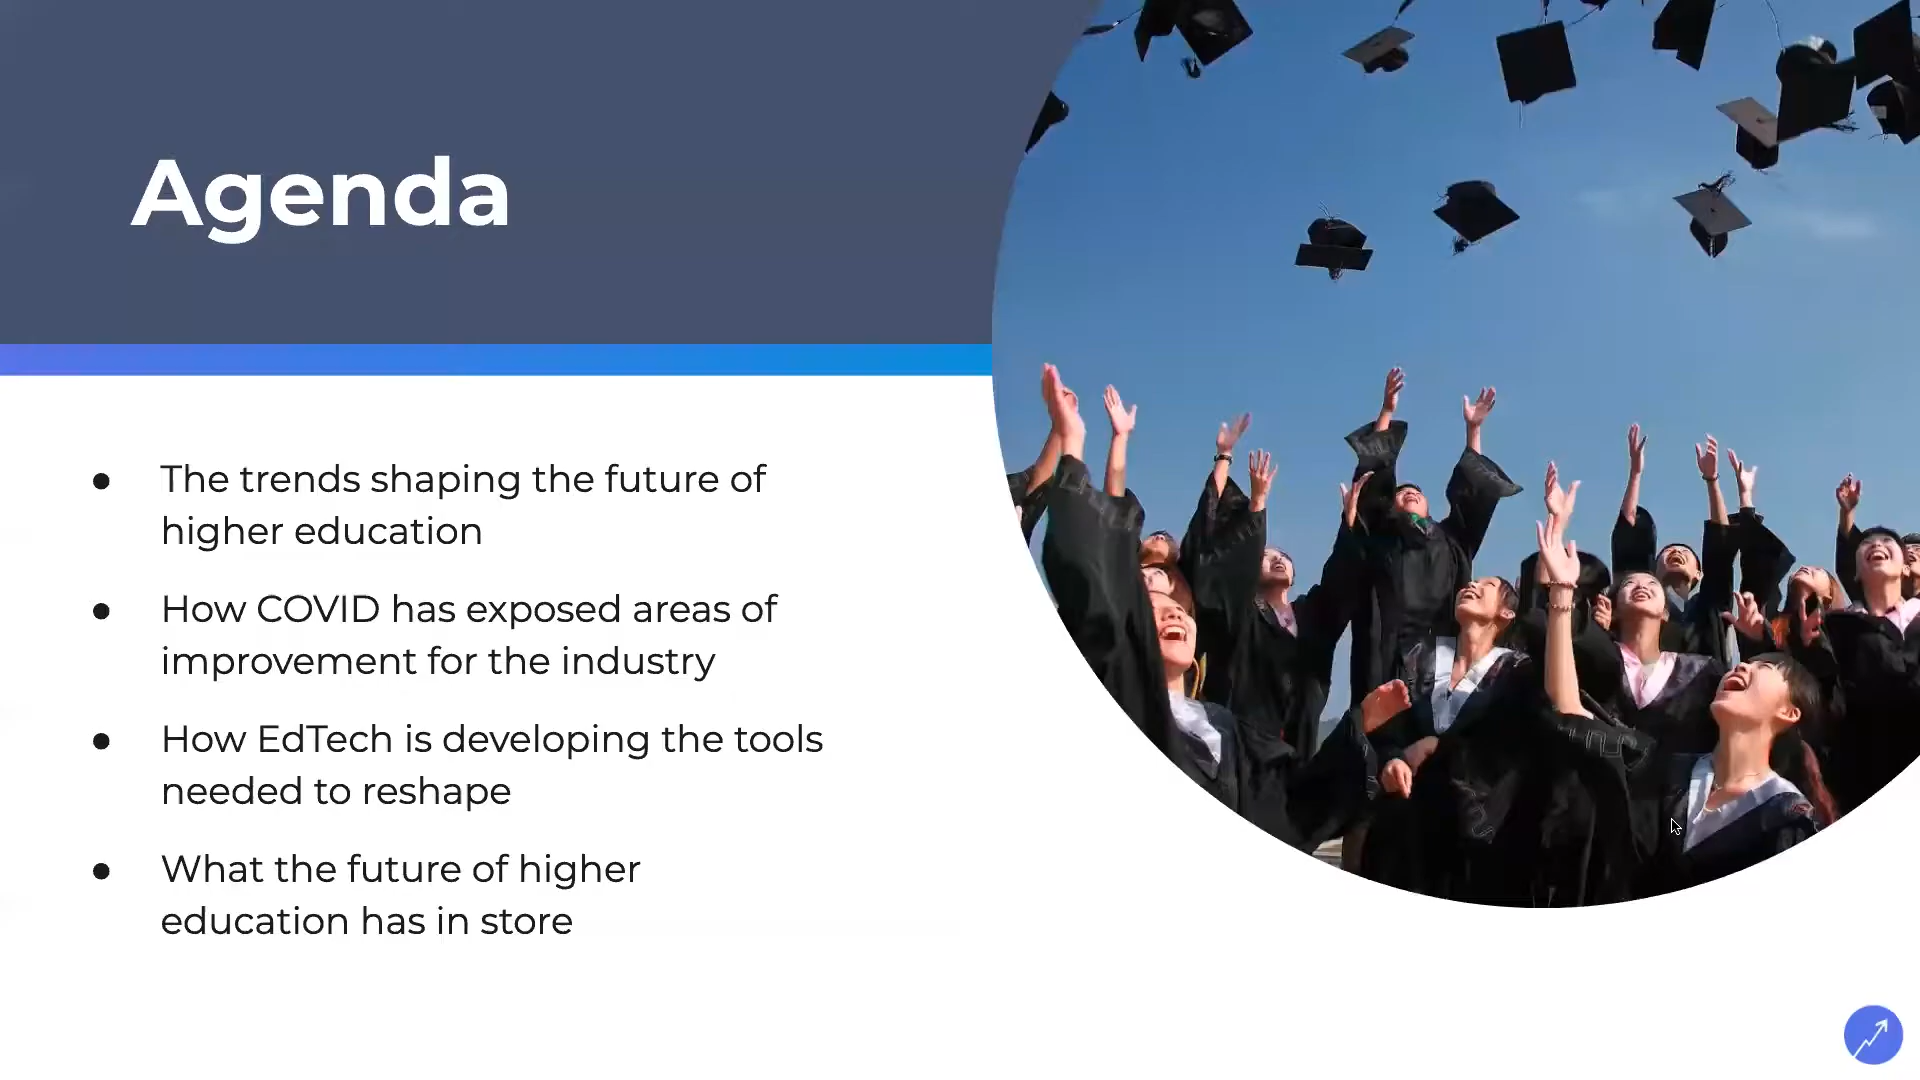 Agenda
● The trends shaping the future of
higher education
● How COVID has exposed areas of
improvement for the industry
● How EdTech is developing the tools
needed to reshape
● What the future of higher
education has in store